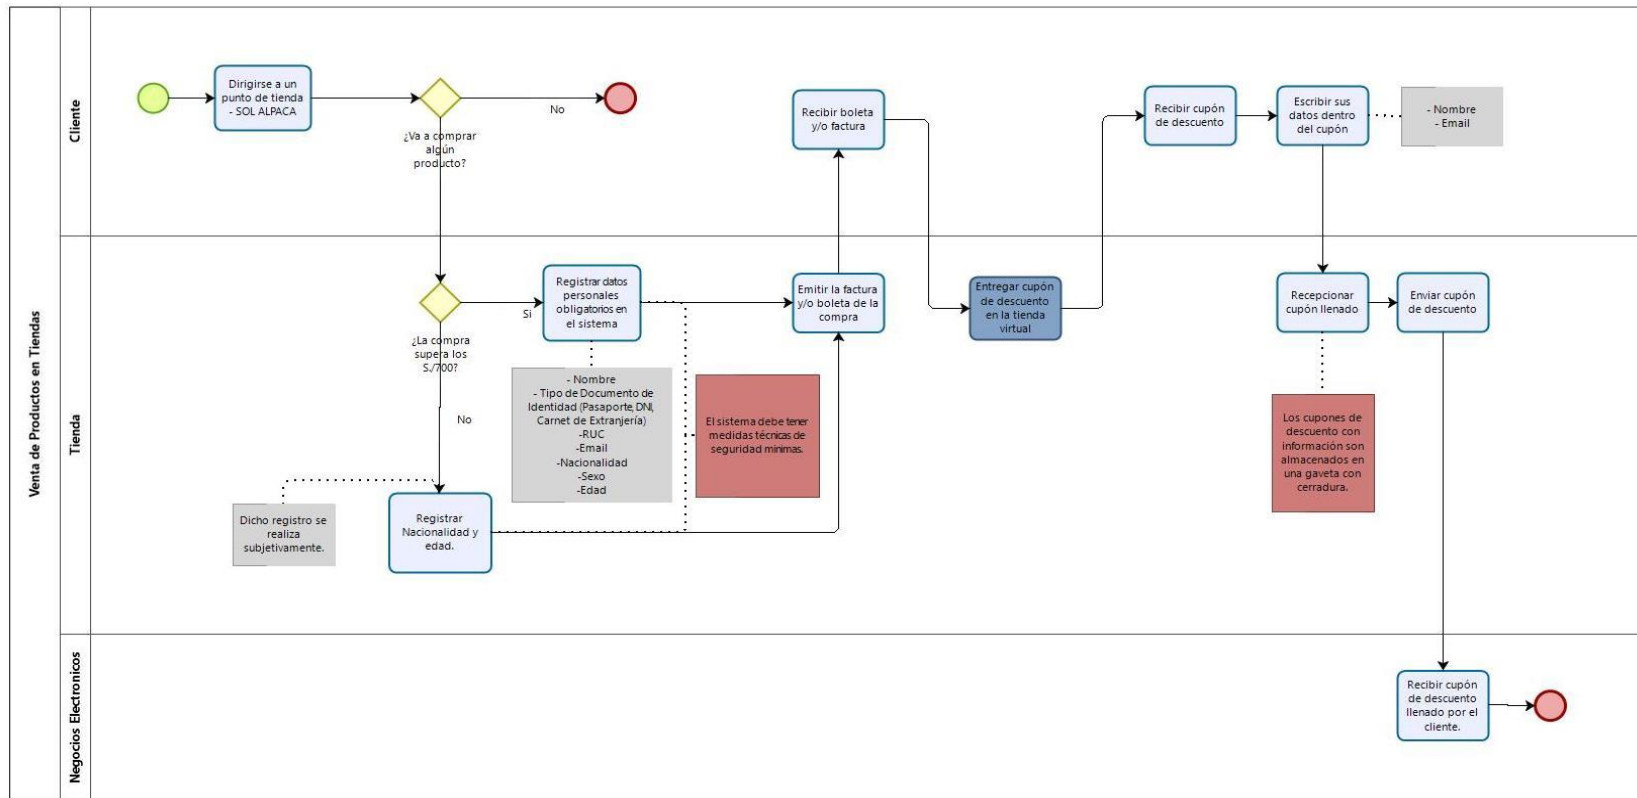 Venta de Productos en Tiendas
Cliente
Dirigirse a un
punto de tienda
- SOL ALPACA
¿Va a comprar
algún
producto?
No
Recibir boleta
y/o factura
Recibir cupón
de descuento
Escribir sus
datos dentro
del cupón
- Nombre
- Email
Tienda
¿La compra
supera los
S./700?
Si
No
Registrar datos
personales
obligatorios en
el sistema
- Nombre
- Tipo de Documento de
Identidad (Pasaporte, DNI,
Carnet de Extranjería)
-RUC
-Email
-Nacionalidad
-Sexo
-Edad
El sistema debe tener
medidas técnicas de
seguridad minimas.
Dicho registro se
realiza
subjetivamente.
Registrar
Nacionalidad y
edad.
Emitir la factura
y/o boleta de la
compra
Entregar cupón
de descuento
en la tienda
virtual
Recepcionar
cupón llenado
Enviar cupón
de descuento
Los cupones de
descuento con
información son
almacenados en
una gaveta con
cerradura.
Negocios Electronicos
Recibir cupón
de descuento
llenado por el
cliente.